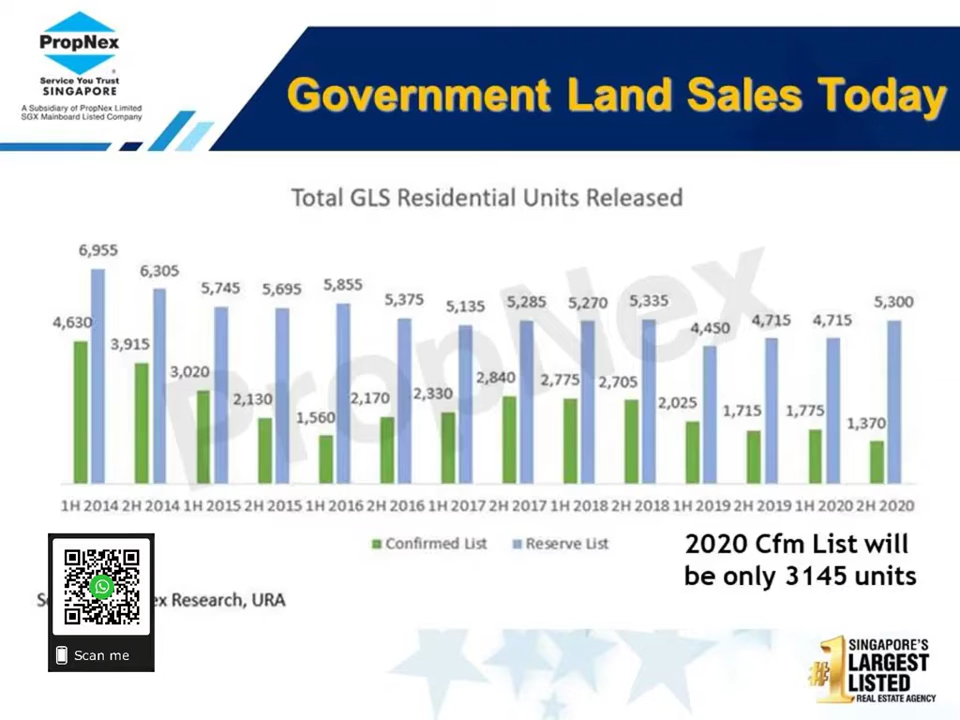 PropNex
Service You Trust
SINGAPORE
A Subsidiary of PropNex Limited
SGX Mainboard Listed Company
Government Land Sales Today
Total GLS Residential Units Released
6,955
6,305
5,745
5,695
5,855
5,375
5,135
5,285
5,270
5,335
4,450
4,715
4,715
5,300
4,630
3,915
3,020
2,130
1,560
2,170
2,330
2,840
2,775
2,705
2,025
1,715
1,775
1,370
PropNex
1H 2014 2H 2014 1H 2015 2H 2015 1H 2016 2H 2016 1H 2017 2H 2017 1H 2018 2H 2018 1H 2019 2H 2019 1H 2020 2H 2020
Confirmed List Reserve List
2020 Cfm List will
be only 3145 units
ex Research, URA
Scan me
#1 SINGAPORE'S
LARGEST
LISTED
REAL ESTATE AGENCY